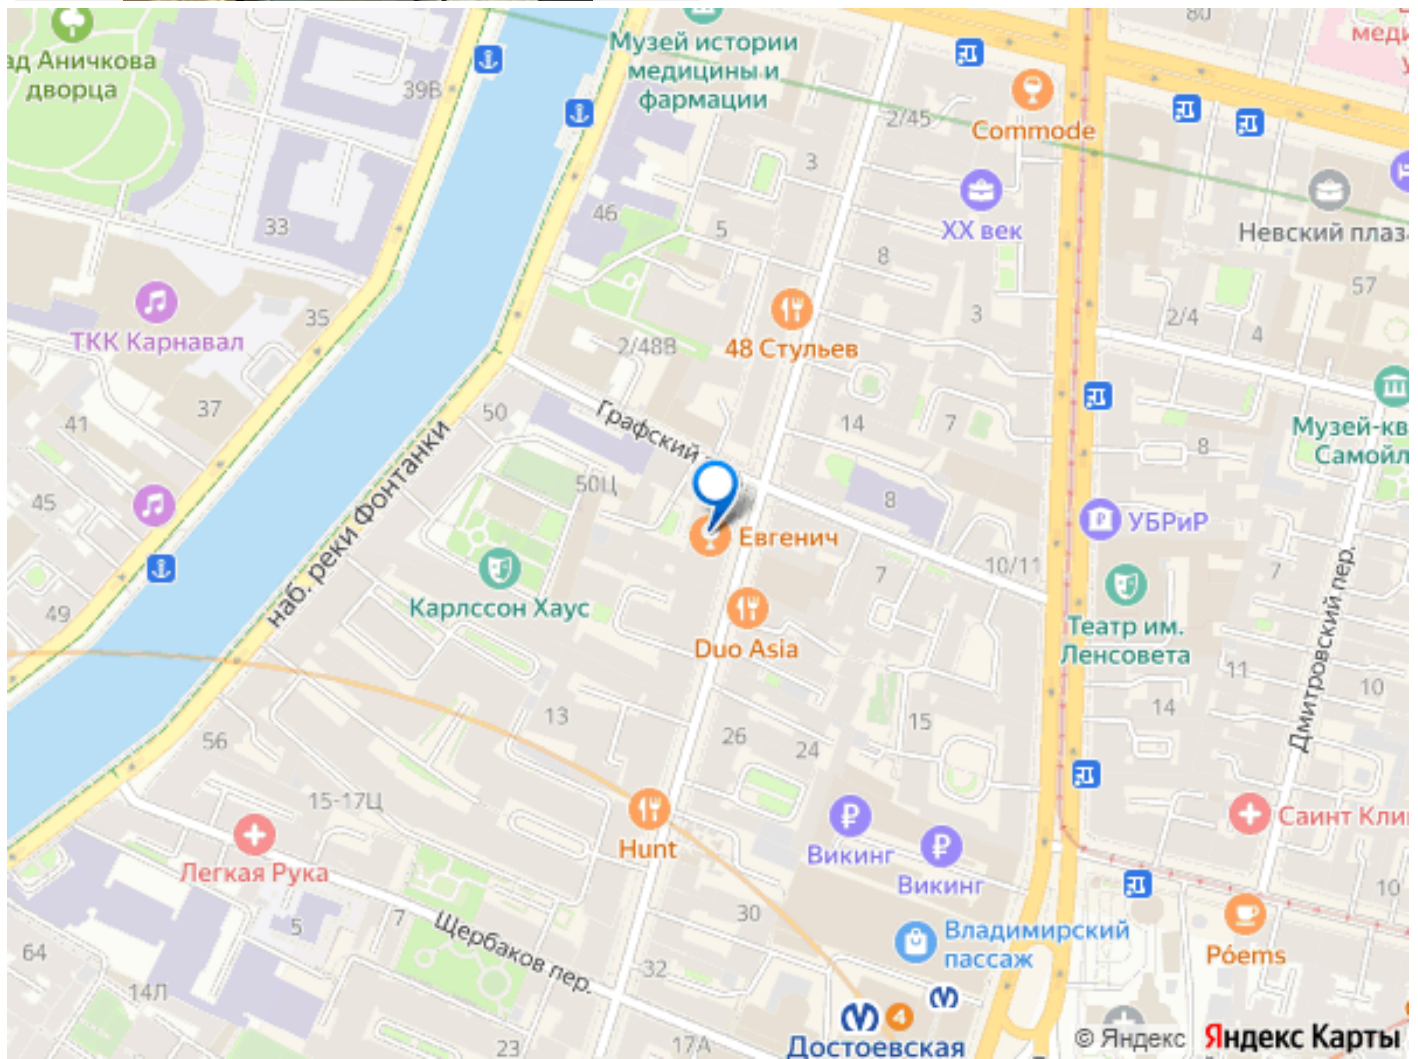 80
Музей истории
медицины и
фармации
ад Аничкова
дворца
39В
2/45
Commode
3
46
5
33
XX век
Невский плаз
8
57
ТКК Карнавал
35
2/48В
48 Стульев
3
2/4
4
37
41
50
Графский
14
7
8
Музей-кв
Самойл
45
50Ц
8
наб. реки Фонтанки
Евгенич
УБРиР
49
Карлссон Хаус
7
10/11
7
Duo Asia
Театр им.
Ленсовета
Дмитровский пер.
11
10
13
14
56
26
24
15
15-17Ц
Hunt
Викинг
Викинг
Саинт Кли
Легкая Рука
10
5
7
Щербаков пер.
30
Владимирский
пассаж
Póems
64
14Л
32
4
Достоевская
23
17А
© Яндекс
Яндекс Карты